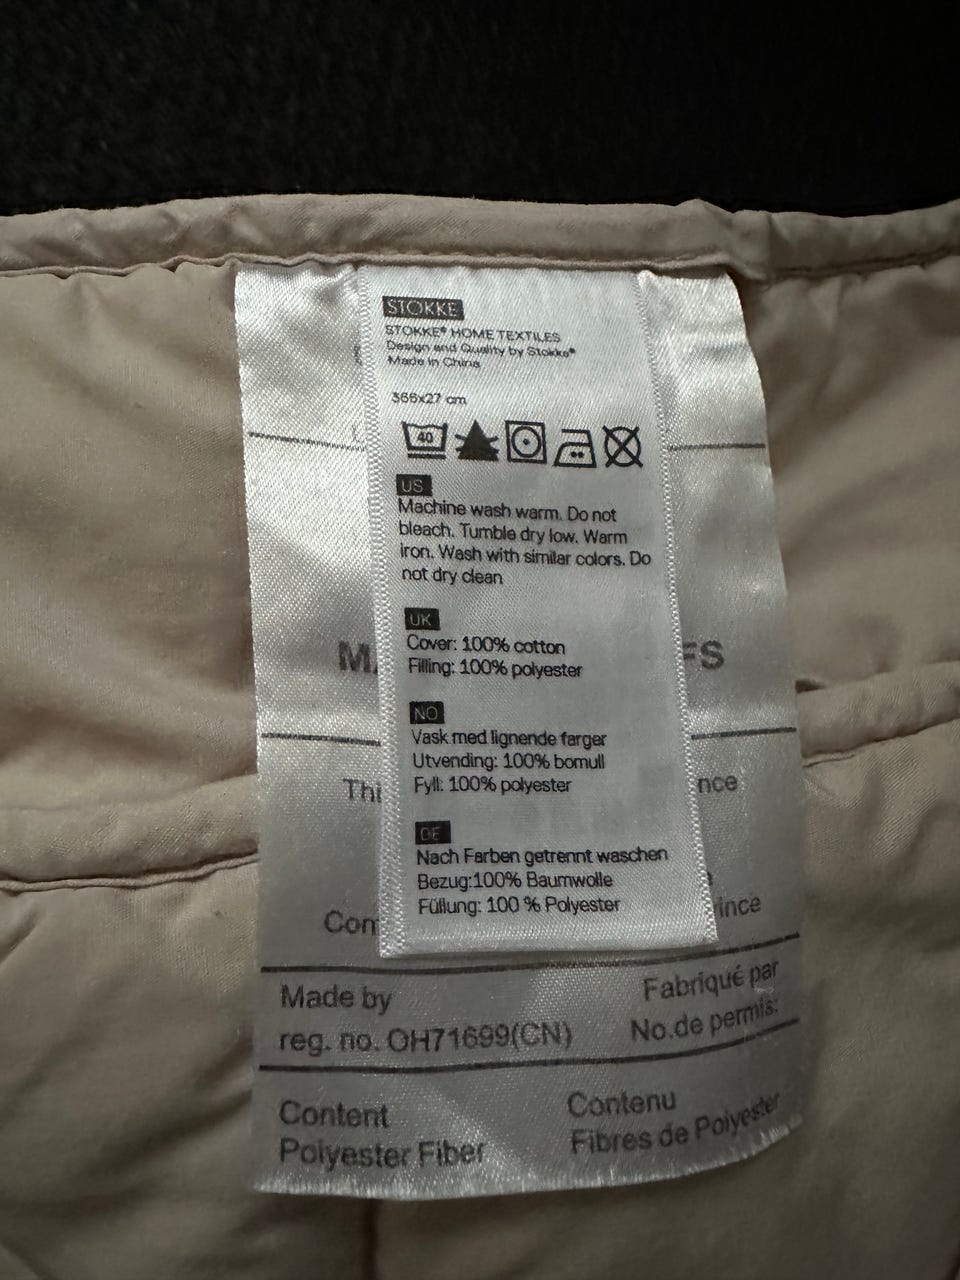 STOKKE
STOKKE® HOME TEXTILES
Design and Quality by Stokke®
Made in China
366x27 cm
40
US
Machine wash warm. Do not
bleach. Tumble dry low. Warm
iron. Wash with similar colors. Do
not dry clean
UK
Cover: 100% cotton
Filling: 100% polyester
NO
Vask med lignende farger
Utvending: 100% bomull
Fyll: 100% polyester
DE
Nach Farben getrennt waschen
Bezug:100% Baumwolle
Füllung: 100 % Polyester
Made by
reg. no. OH71699(CN)
Fabriqué par
No.de permis:
Content
Polyester Fiber
Contenu
Fibres de Polyester